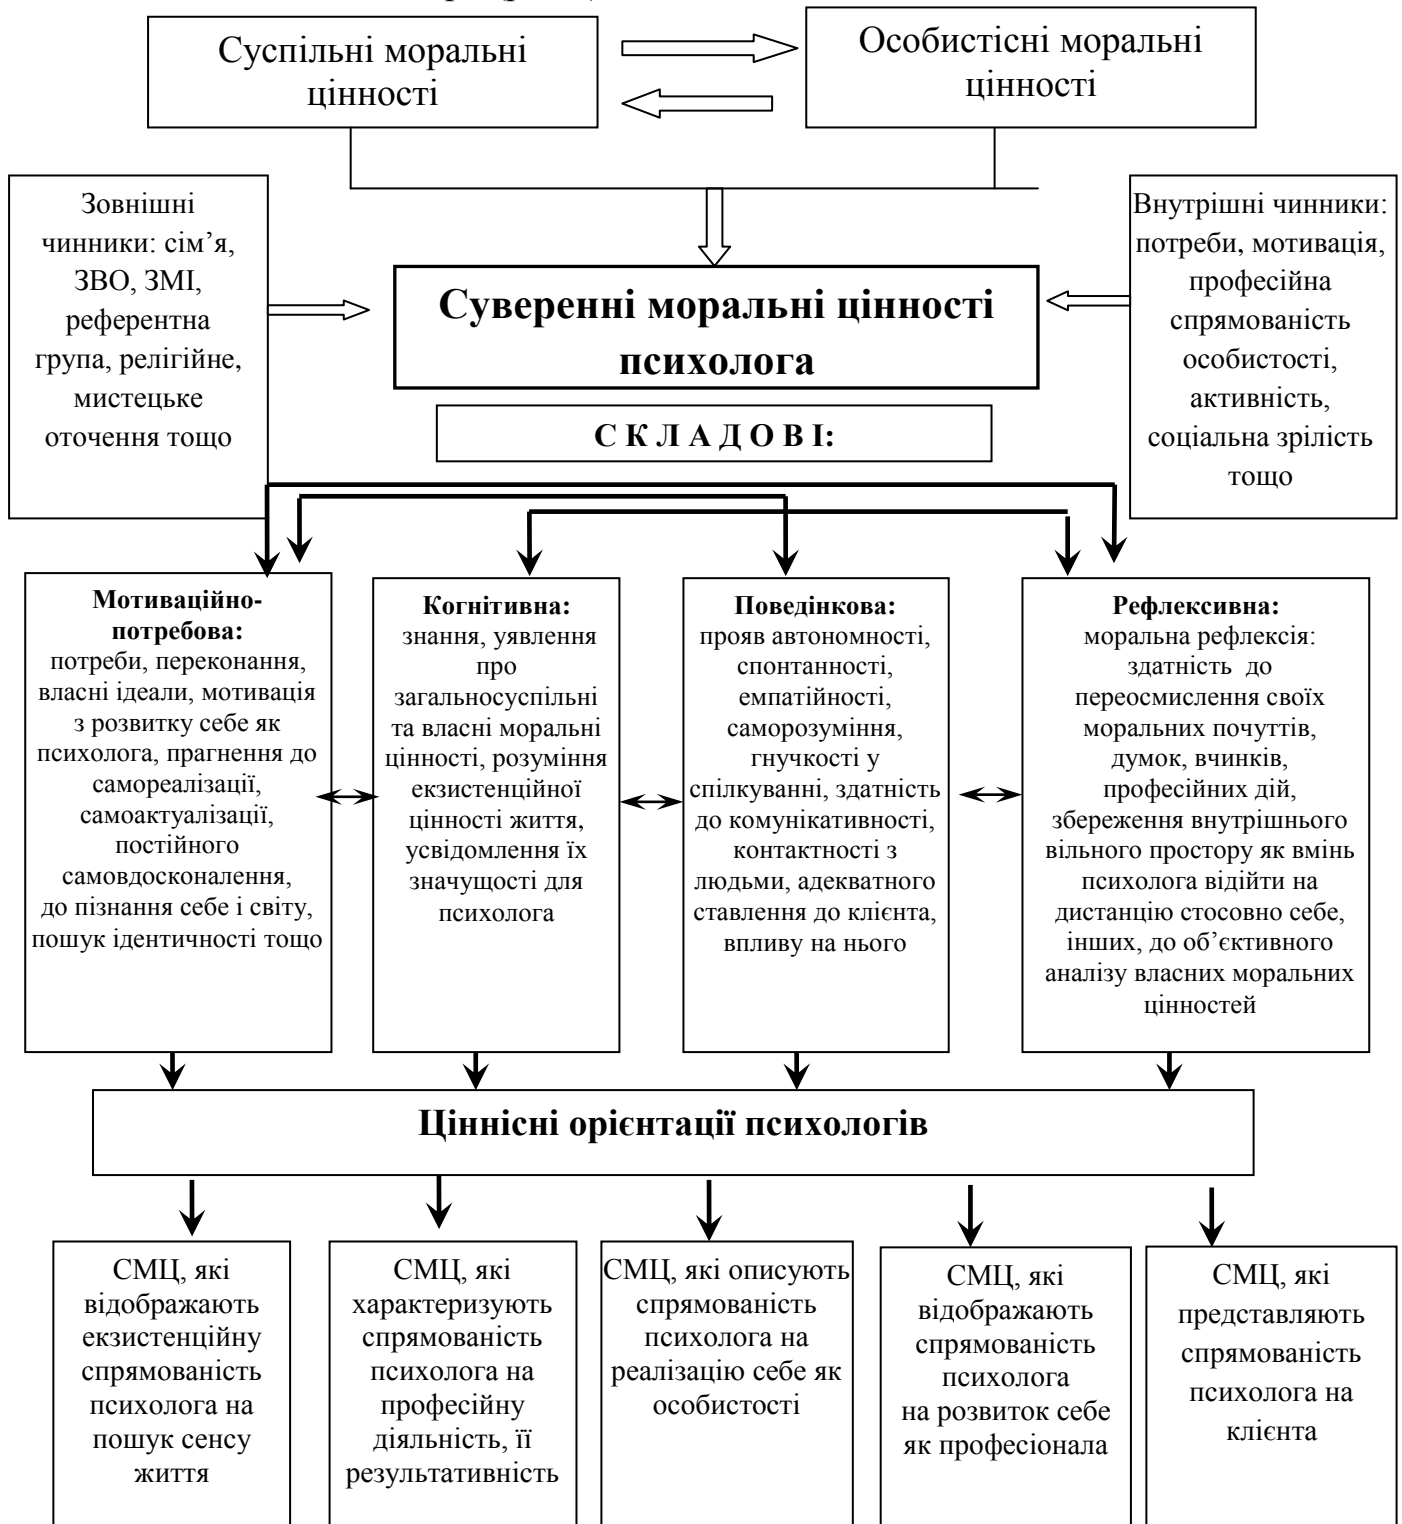 Суспільні моральні
цінності
Особистісні моральні
цінності
Зовнішні
чинники: сім’я,
ЗВО, ЗМІ,
референтна
група, релігійне,
мистецьке
оточення тощо
Внутрішні чинники:
потреби, мотивація,
професійна
спрямованість
особистості,
активність,
соціальна зрілість
тощо
Суверенні моральні цінності
психолога
С К Л А Д О В І:
Мотиваційно-
потребова:
потреби, переконання,
власні ідеали, мотивація
з розвитку себе як
психолога, прагнення до
самореалізації,
самоактуалізації,
постійного
самовдосконалення,
до пізнання себе і світу,
пошук ідентичності тощо
Когнітивна:
знання, уявлення
про
загальносуспільні
та власні моральні
цінності, розуміння
екзистенційної
цінності життя,
усвідомлення їх
значущості для
психолога
Поведінкова:
прояв автономності,
спонтанності,
емпатійності,
саморозуміння,
гнучкості у
спілкуванні, здатність
до комунікативності,
контактності з
людьми, адекватного
ставлення до клієнта,
впливу на нього
Рефлексивна:
моральна рефлексія:
здатність до
переосмислення своїх
моральних почуттів,
думок, вчинків,
професійних дій,
збереження внутрішнього
вільного простору як вмінь
психолога відійти на
дистанцію стосовно себе,
інших, до об’єктивного
аналізу власних моральних
цінностей
Ціннісні орієнтації психологів
СМЦ, які
відображають
екзистенційну
спрямованість
психолога на
пошук сенсу
життя
СМЦ, які
характеризують
спрямованість
психолога на
професійну
діяльність, її
результативність
СМЦ, які описують
спрямованість
психолога на
реалізацію себе як
особистості
СМЦ, які
відображають
спрямованість
психолога
на розвиток себе
як професіонала
СМЦ, які
представляють
спрямованість
психолога на
клієнта